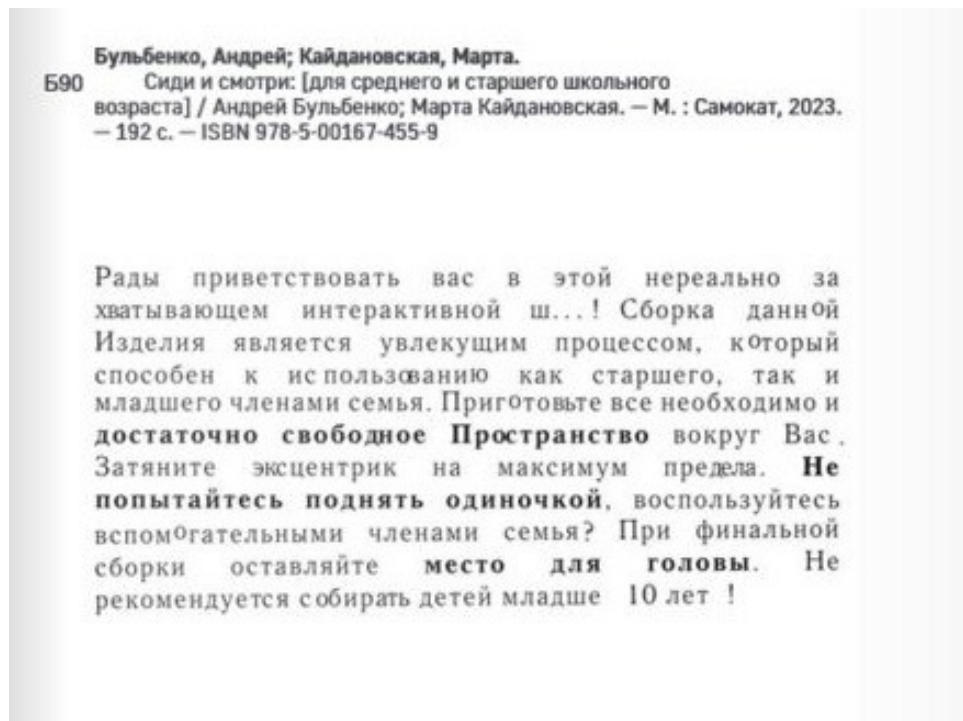 Бульбенко, Андрей; Кайдановская, Марта.
Б90 Сиди и смотри: [для среднего и старшего школьного
возраста] / Андрей Бульбенко; Марта Кайдановская. — М. : Самокат, 2023.
— 192 с. — ISBN 978-5-00167-455-9
Рады приветствовать вас в этой нереально за
хватывающем интерактивной ш...! Сборка данной
Изделия является увлекущим процессом, который
способен к ис пользованию как старшего, так и
младшего членами семья. Приготовьте все необходимо и
достаточно свободное Пространство вокруг Вас .
Затяните эксцентрик на максимум предела. Не
попытайтесь поднять одиночкой, воспользуйтесь
вспомогательными членами семья? При финальной
сборки оставляйте место для головы. Не
рекомендуется собирать детей младше 10 лет !